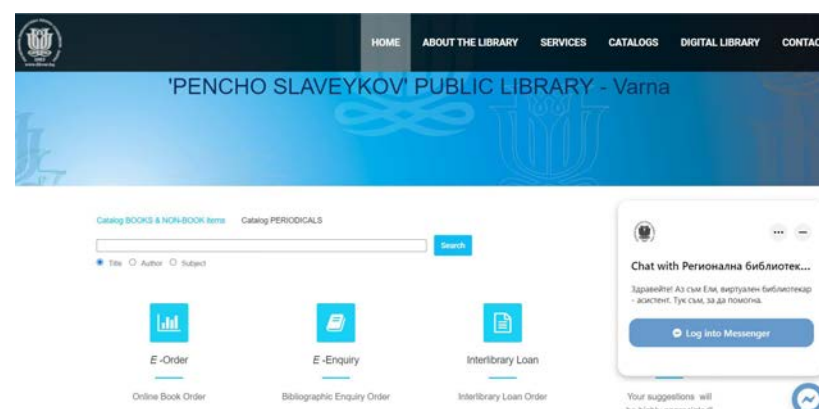 HOME ABOUT THE LIBRARY SERVICES CATALOGS DIGITAL LIBRARY CONTAC
'PENCHO SLAVEYKOV' PUBLIC LIBRARY - Varna
Catalog BOOKS & NON-BOOK items Catalog PERIODICALS
Search
Title Author Subject
Chat with Регионална библиотек...
Здравейте! Аз съм Ели, виртуален библиотекар
- асистент. Тук съм, за да помогна.
Log into Messenger
E -Order E -Enquiry Interlibrary Loan
Online Book Order Bibliographic Enquiry Order Interlibrary Loan Order Your suggestions will